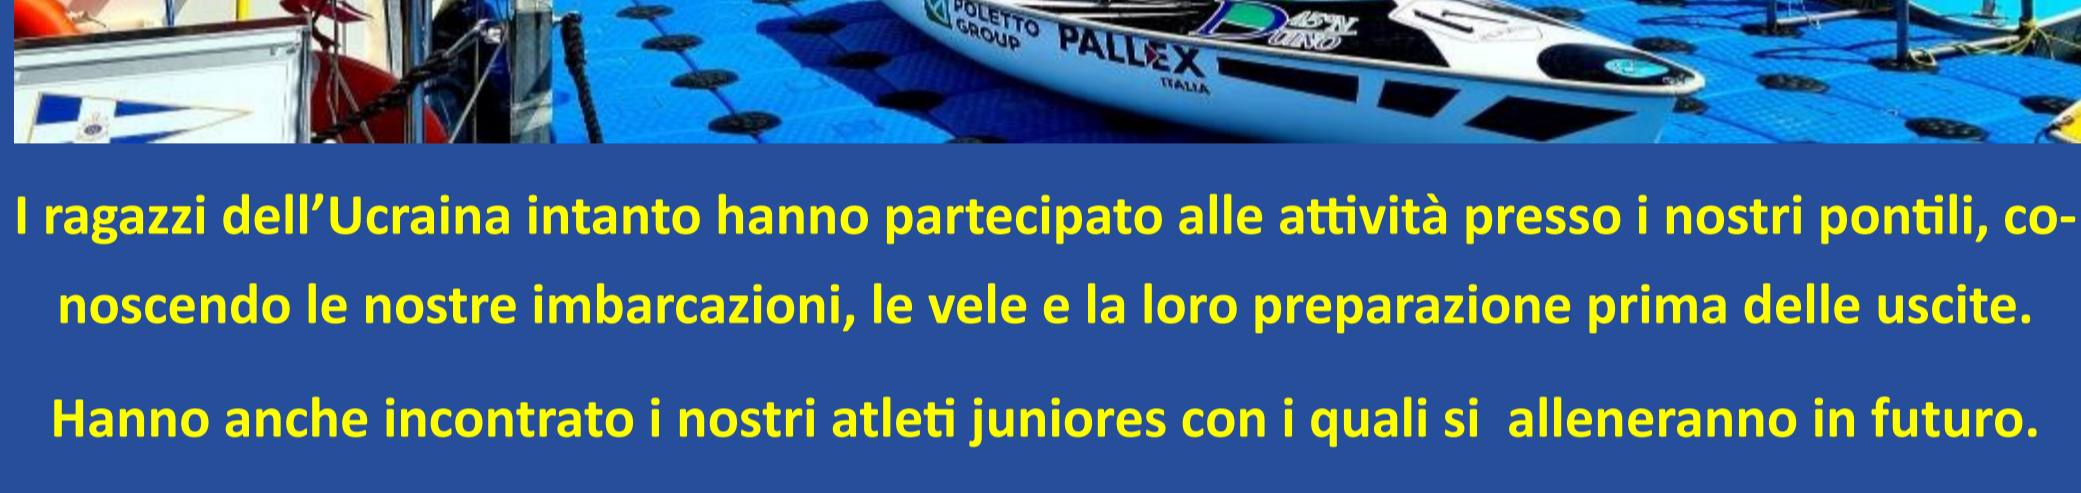 POLETTO
GROUP
PALLEX
ITALIA
45°N
DUINO
I ragazzi dell’Ucraina intanto hanno partecipato alle attività presso i nostri pontili, co-
noscendo le nostre imbarcazioni, le vele e la loro preparazione prima delle uscite.
Hanno anche incontrato i nostri atleti juniores con i quali si  alleneranno in futuro.